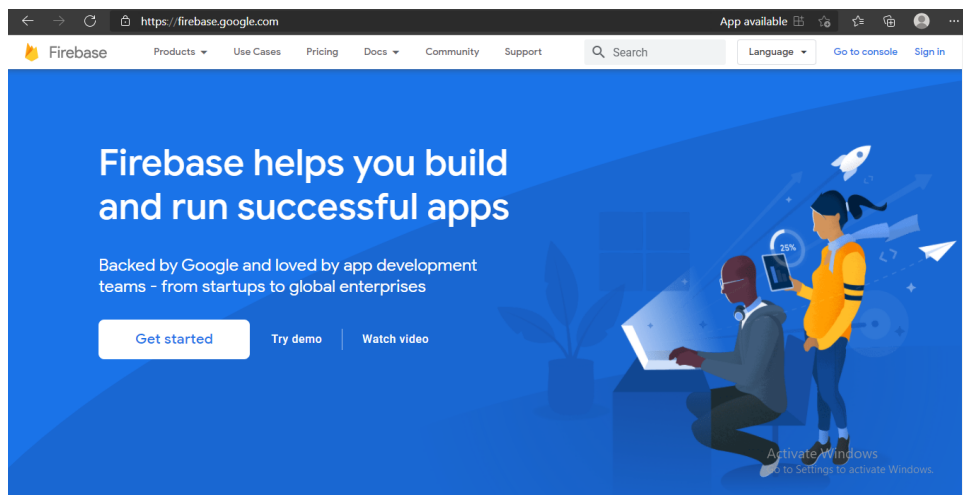 https://firebase.google.com App available
Firebase Products Use Cases Pricing Docs Community Support Search Language Go to console Sign in
Firebase helps you build
and run successful apps
Backed by Google and loved by app development
teams - from startups to global enterprises
Get started Try demo Watch video
25%
Activate Windows
Go to Settings to activate Windows.